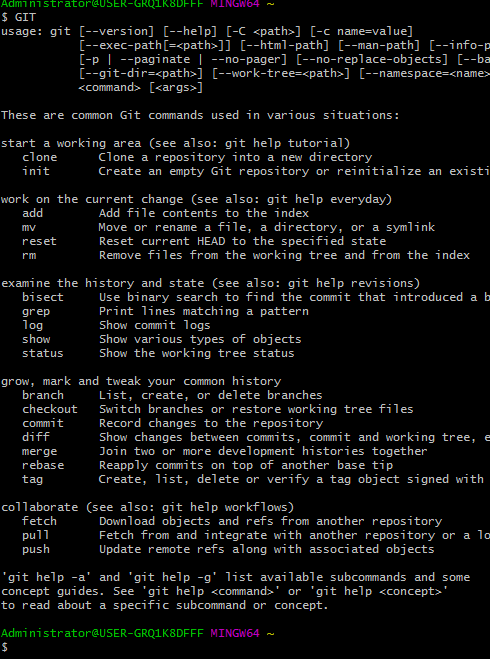 Administrator@USER-GRQ1K8DFFF MINGW64 ~
$ GIT
usage: git [--version] [--help] [-C <path>] [-c name=value]
           [--exec-path[=<path>]] [--html-path] [--man-path] [--info-p
           [-p | --paginate | --no-pager] [--no-replace-objects] [--ba
           [--git-dir=<path>] [--work-tree=<path>] [--namespace=<name>
           <command> [<args>]

These are common Git commands used in various situations:

start a working area (see also: git help tutorial)
   clone      Clone a repository into a new directory
   init       Create an empty Git repository or reinitialize an existi

work on the current change (see also: git help everyday)
   add        Add file contents to the index
   mv         Move or rename a file, a directory, or a symlink
   reset      Reset current HEAD to the specified state
   rm         Remove files from the working tree and from the index

examine the history and state (see also: git help revisions)
   bisect     Use binary search to find the commit that introduced a b
   grep       Print lines matching a pattern
   log        Show commit logs
   show       Show various types of objects
   status     Show the working tree status

grow, mark and tweak your common history
   branch     List, create, or delete branches
   checkout   Switch branches or restore working tree files
   commit     Record changes to the repository
   diff       Show changes between commits, commit and working tree, e
   merge      Join two or more development histories together
   rebase     Reapply commits on top of another base tip
   tag        Create, list, delete or verify a tag object signed with

collaborate (see also: git help workflows)
   fetch      Download objects and refs from another repository
   pull       Fetch from and integrate with another repository or a lo
   push       Update remote refs along with associated objects

'git help -a' and 'git help -g' list available subcommands and some
concept guides. See 'git help <command>' or 'git help <concept>'
to read about a specific subcommand or concept.

Administrator@USER-GRQ1K8DFFF MINGW64 ~
$